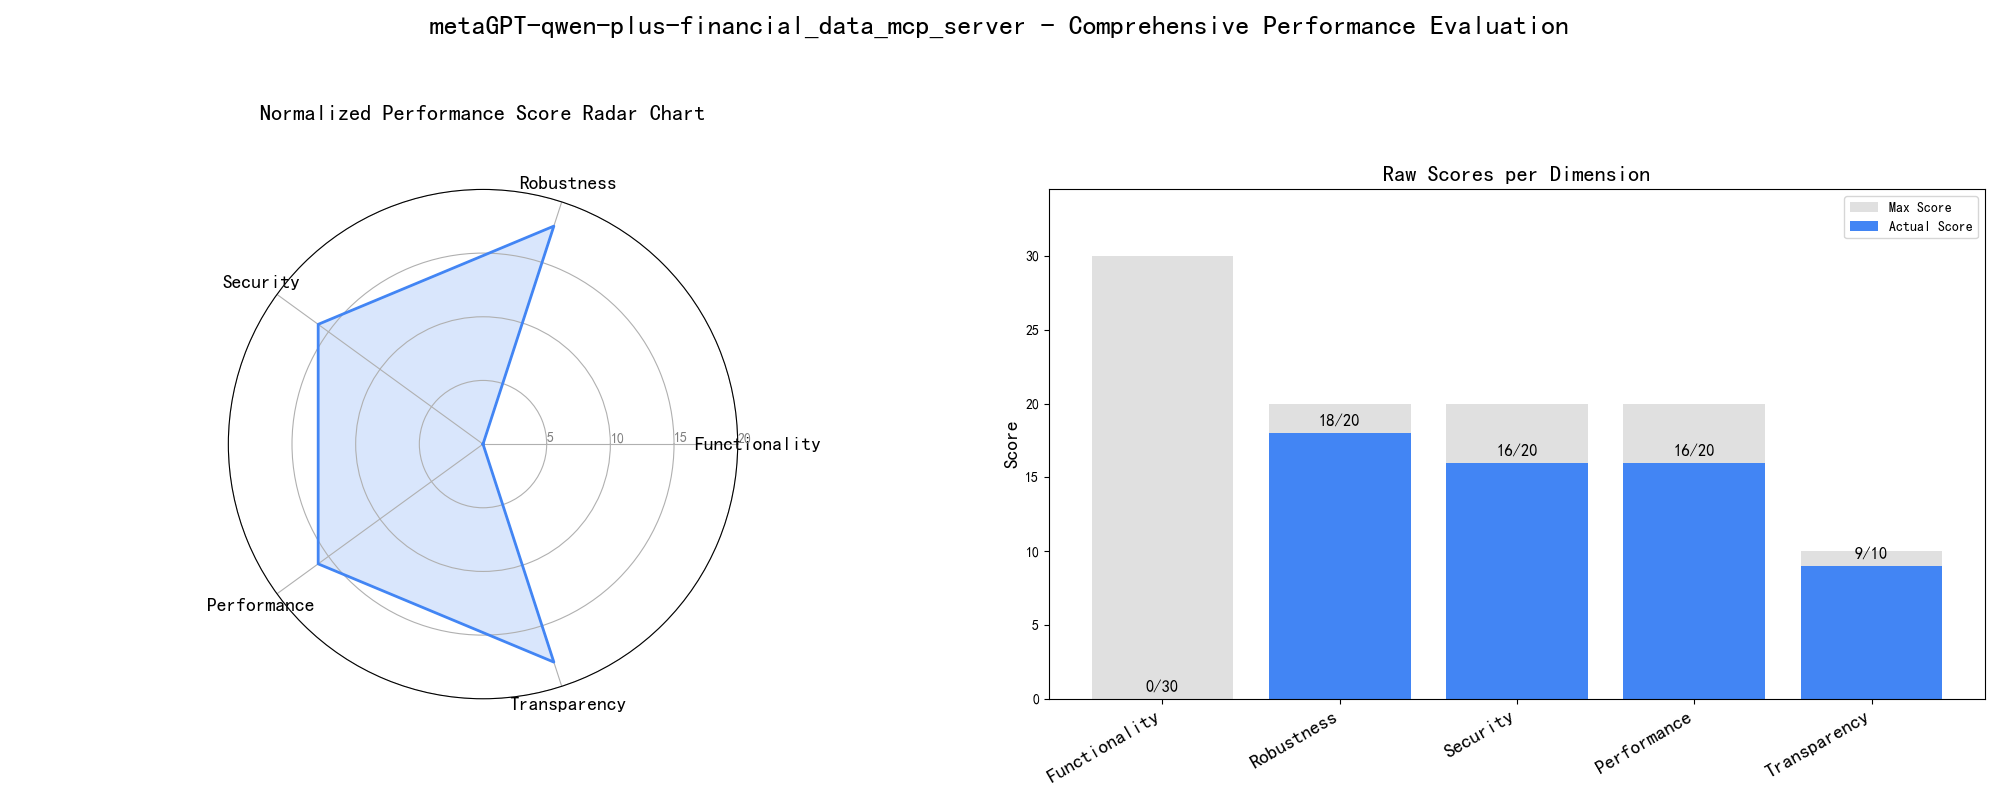 metaGPT-qwen-plus-financial_data_mcp_server - Comprehensive Performance Evaluation
Normalized Performance Score Radar Chart
Robustness
Security
Functionality
5
10
15
20
Performance
Transparency
Raw Scores per Dimension
Max Score
Actual Score
Score
30
25
20
15
10
5
0
0/30
18/20
16/20
16/20
9/10
Functionality
Robustness
Security
Performance
Transparency